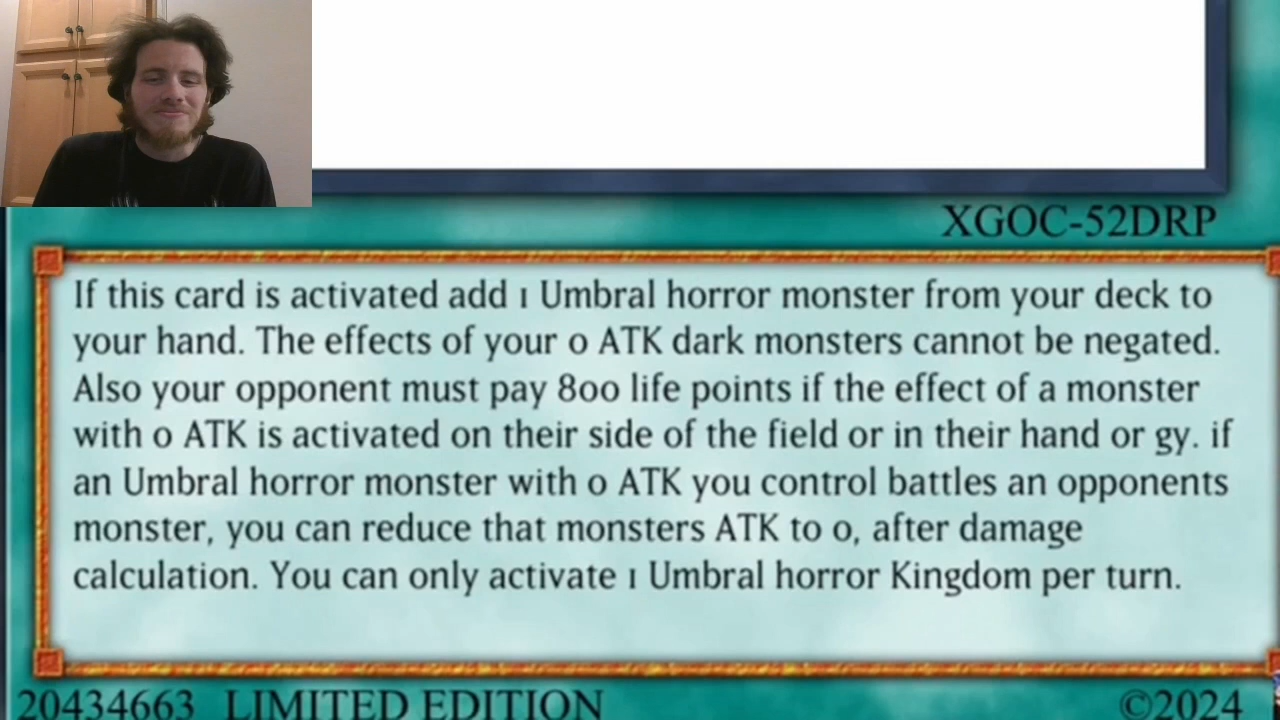 XGOC-52DRP
If this card is activated add 1 Umbral horror monster from your deck to
your hand. The effects of your 0 ATK dark monsters cannot be negated.
Also your opponent must pay 800 life points if the effect of a monster
with 0 ATK is activated on their side of the field or in their hand or gy. if
an Umbral horror monster with 0 ATK you control battles an opponents
monster, you can reduce that monsters ATK to 0, after damage
calculation. You can only activate 1 Umbral horror Kingdom per turn.
20434663 LIMITED EDITION
©2024